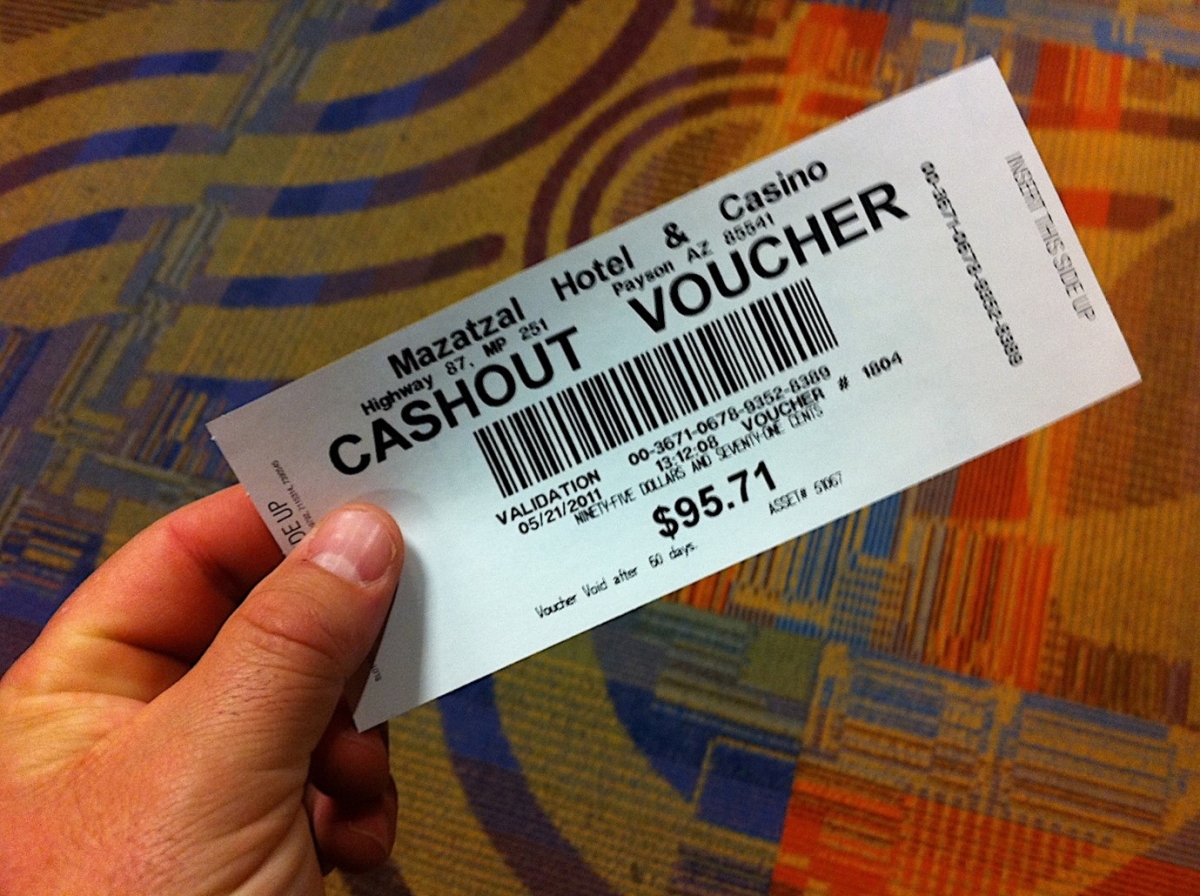 Mazatzal Hotel & Casino
Highway 87, MP 251 Payson AZ 85541
CASHOUT VOUCHER
VALIDATION 00-3671-0678-9352-8389
05/21/2011 13:12:08 VOUCHER # 1804
NINETY-FIVE DOLLARS AND SEVENTY-ONE CENTS
$95.71
Voucher Void after 60 days.
ASSET# 51067
00-3671-0678-9352-8389
INSERT THIS SIDE UP
DE UP